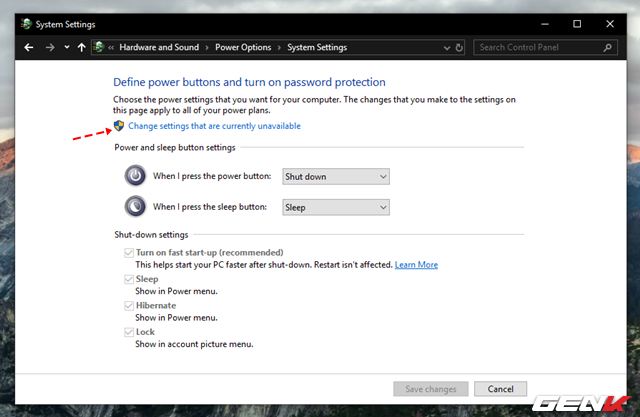 System Settings
« Hardware and Sound > Power Options > System Settings
Search Control Panel
Define power buttons and turn on password protection
Choose the power settings that you want for your computer. The changes that you make to the settings on
this page apply to all of your power plans.
Change settings that are currently unavailable
Power and sleep button settings
When I press the power button: Shut down
When I press the sleep button: Sleep
Shut-down settings
Turn on fast start-up (recommended)
This helps start your PC faster after shut-down. Restart isn't affected. Learn More
Sleep
Show in Power menu.
Hibernate
Show in Power menu.
Lock
Show in account picture menu.
Save changes
Cancel
GENK